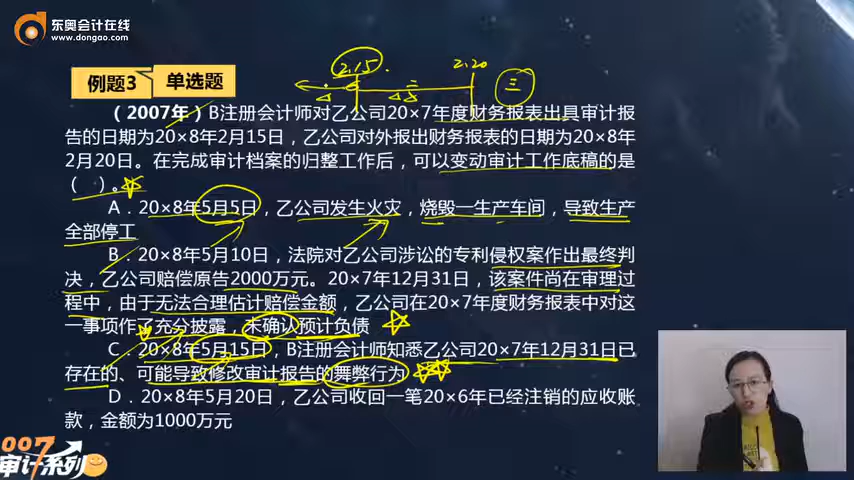 东奥会计在线
www.dongao.com
2.15
2.20
例题3 单选题
三
(2007年)B注册会计师对乙公司20×7年度财务报表出具审计报
告的日期为20×8年2月15日，乙公司对外报出财务报表的日期为20×8年
2月20日。在完成审计档案的归整工作后，可以变动审计工作底稿的是
(   )。
A．20×8年5月5日，乙公司发生火灾，烧毁一生产车间，导致生产
全部停工
B．20×8年5月10日，法院对乙公司涉讼的专利侵权案作出最终判
决，乙公司赔偿原告2000万元。20×7年12月31日，该案件尚在审理过
程中，由于无法合理估计赔偿金额，乙公司在20×7年度财务报表中对这
一事项作了充分披露，未确认预计负债
C．20×8年5月15日，B注册会计师知悉乙公司20×7年12月31日已
存在的、可能导致修改审计报告的舞弊行为
D．20×8年5月20日，乙公司收回一笔20×6年已经注销的应收账
款，金额为1000万元
007
审计系列